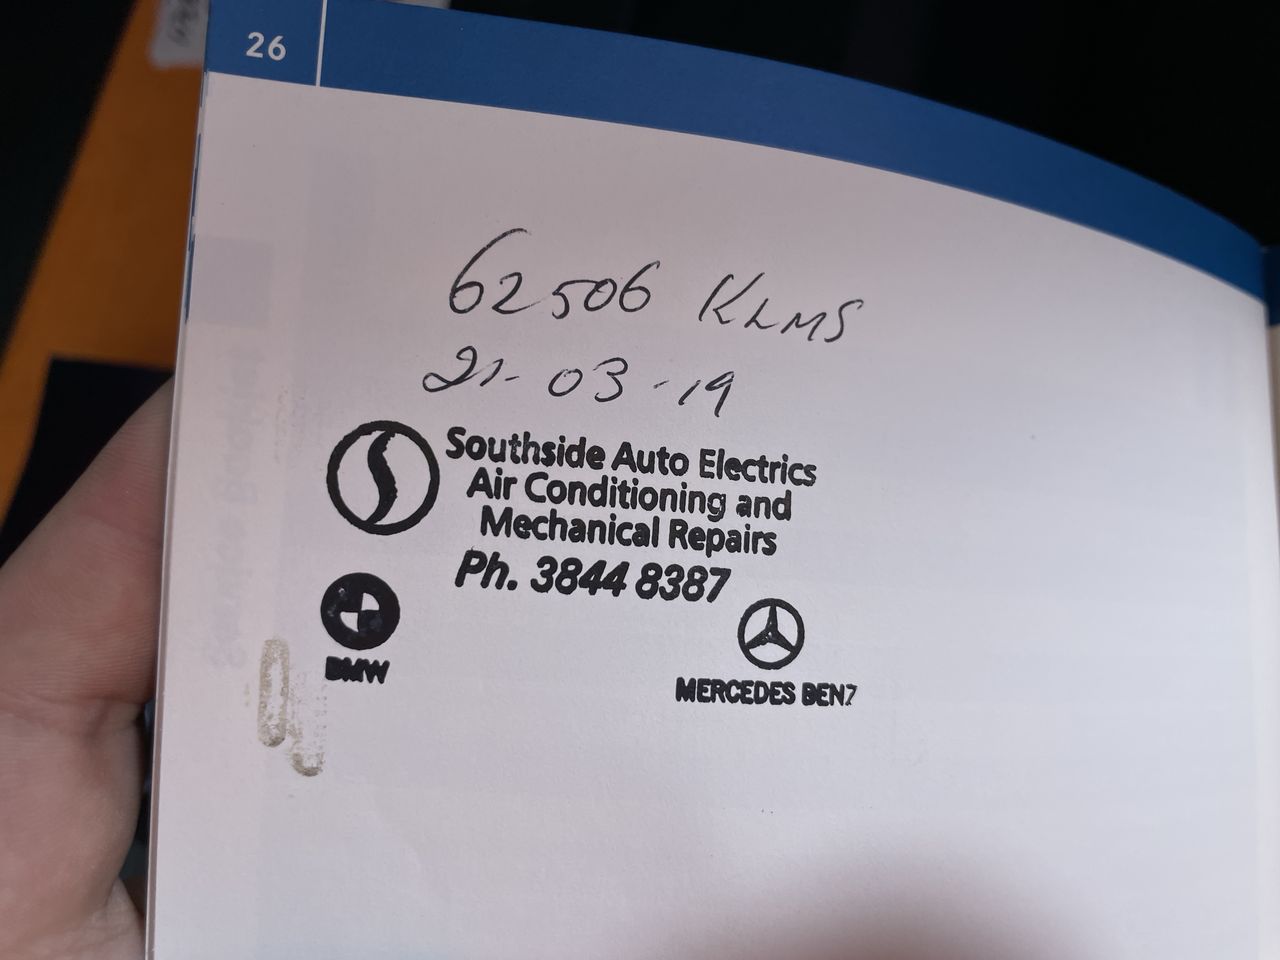 26
62506 KLMS
21-03-19
Southside Auto Electrics
Air Conditioning and
Mechanical Repairs
Ph. 3844 8387
BMW
MERCEDES BENZ